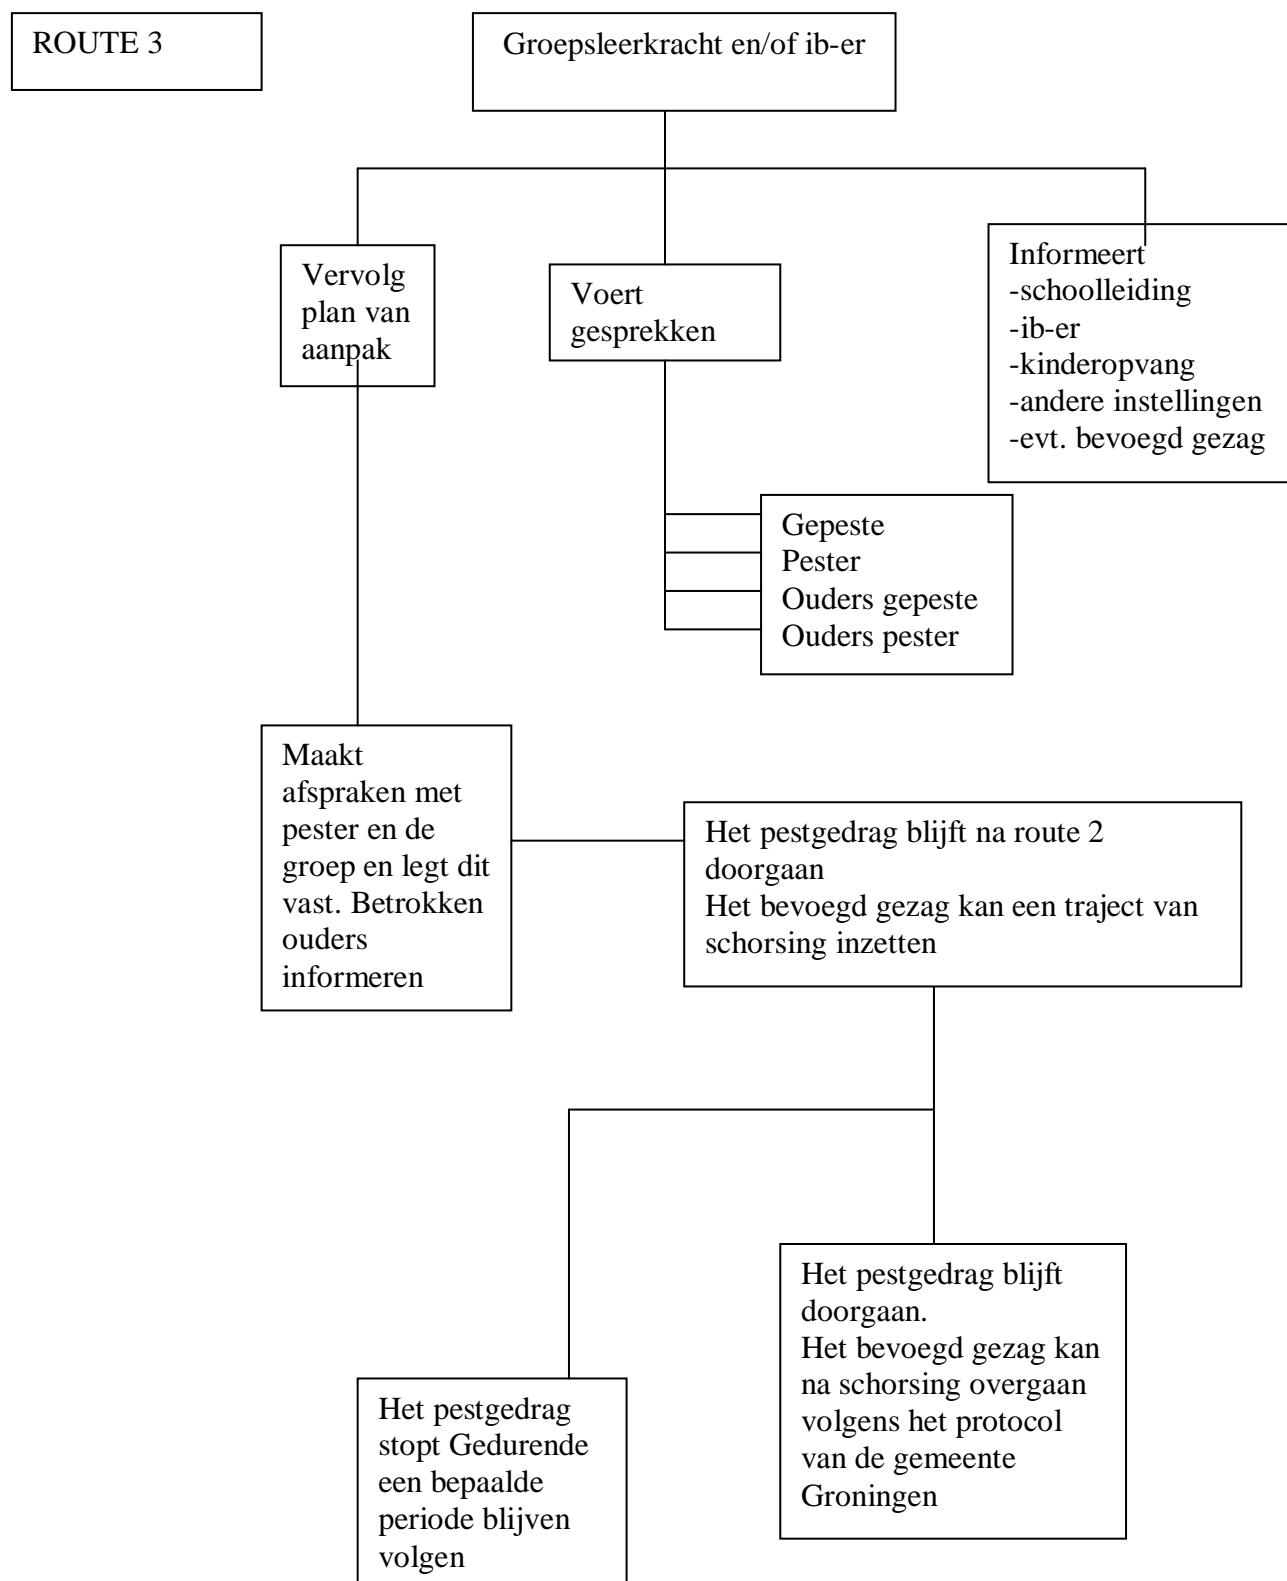 ROUTE 3
Groepsleerkracht en/of ib-er
Vervolg
plan van
aanpak
Voert
gesprekken
Informeert
-schoolleiding
-ib-er
-kinderopvang
-andere instellingen
-evt. bevoegd gezag
Gepeste
Pester
Ouders gepeste
Ouders pester
Maakt
afspraken met
pester en de
groep en legt dit
vast. Betrokken
ouders
informeren
Het pestgedrag blijft na route 2
doorgaan
Het bevoegd gezag kan een traject van
schorsing inzetten
Het pestgedrag blijft
doorgaan.
Het bevoegd gezag kan
na schorsing overgaan
volgens het protocol
van de gemeente
Groningen
Het pestgedrag
stopt Gedurende
een bepaalde
periode blijven
volgen